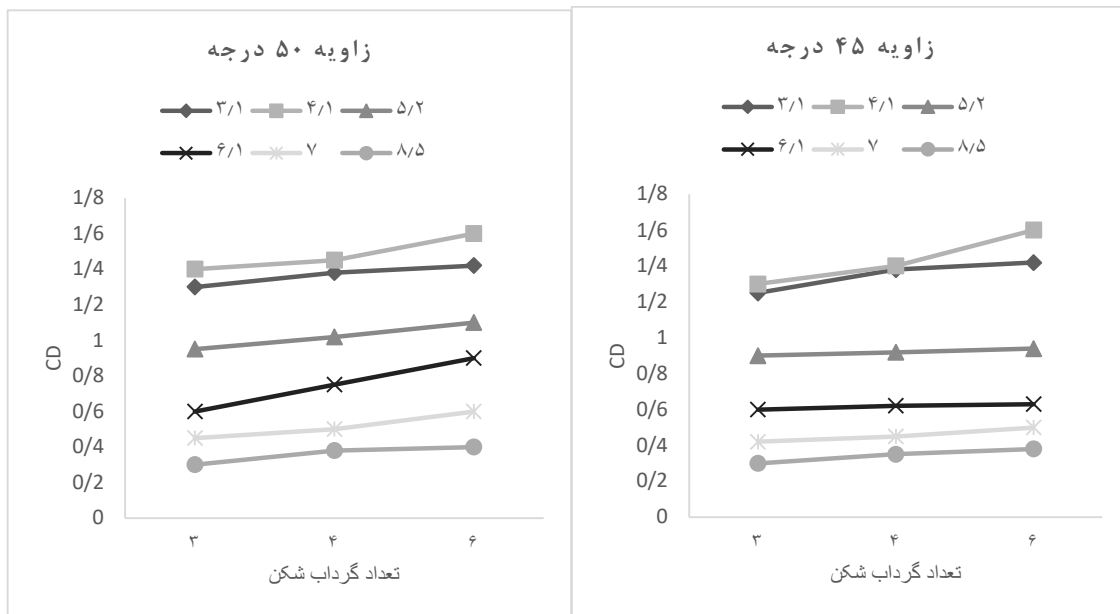 زاویه ۵۰ درجه
۳٫۱ ۴٫۱ ۵٫۲
۶٫۱ ۷ ۸٫۵
1/8
1/6
1/4
1/2
1
0/8
0/6
0/4
0/2
0
CD
۳ ۴ ۶
تعداد گرداب شکن
زاویه ۴۵ درجه
۳٫۱ ۴٫۱ ۵٫۲
۶٫۱ ۷ ۸٫۵
1/8
1/6
1/4
1/2
1
0/8
0/6
0/4
0/2
0
CD
۳ ۴ ۶
تعداد گرداب شکن